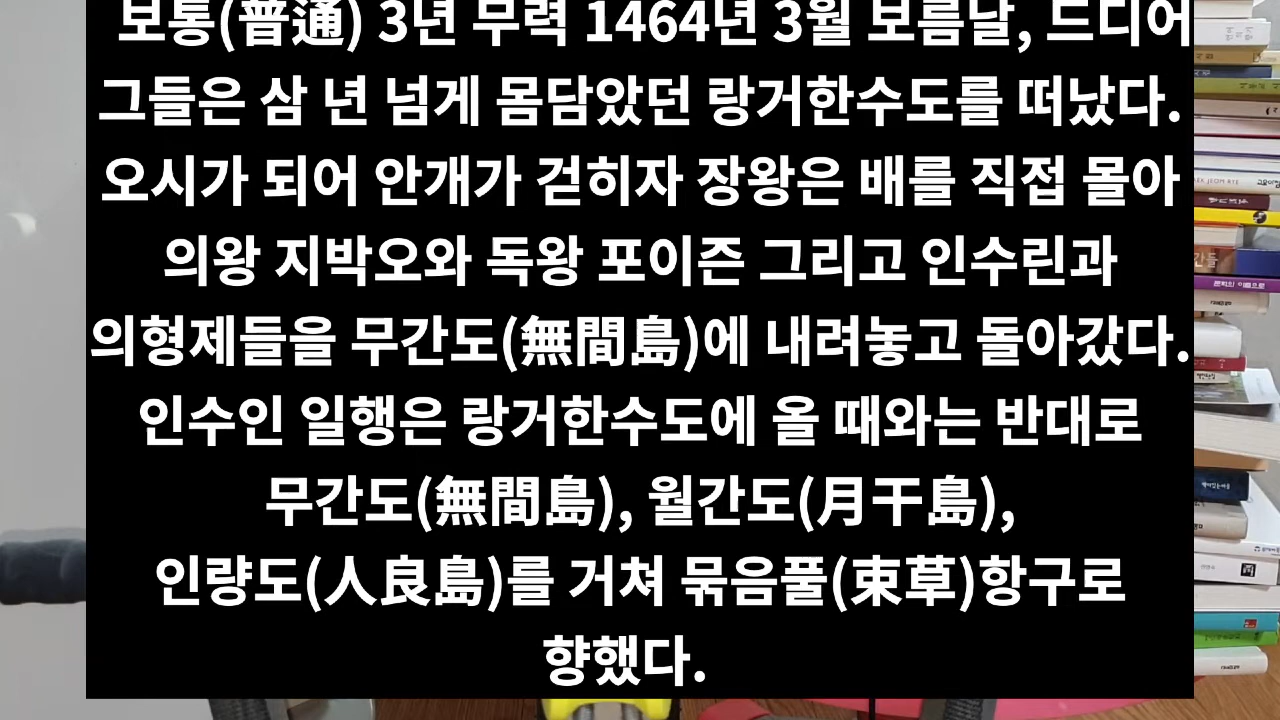 보통(普通) 3년 무력 1464년 3월 보름날, 드디어
그들은 삼 년 넘게 몸담았던 랑거한수도를 떠났다.
오시가 되어 안개가 걷히자 장왕은 배를 직접 몰아
의왕 지박오와 독왕 포이즌 그리고 인수린과
의형제들을 무간도(無間島)에 내려놓고 돌아갔다.
인수인 일행은 랑거한수도에 올 때와는 반대로
무간도(無間島), 월간도(月干島),
인량도(人良島)를 거쳐 묶음풀(束草)항구로
향했다.